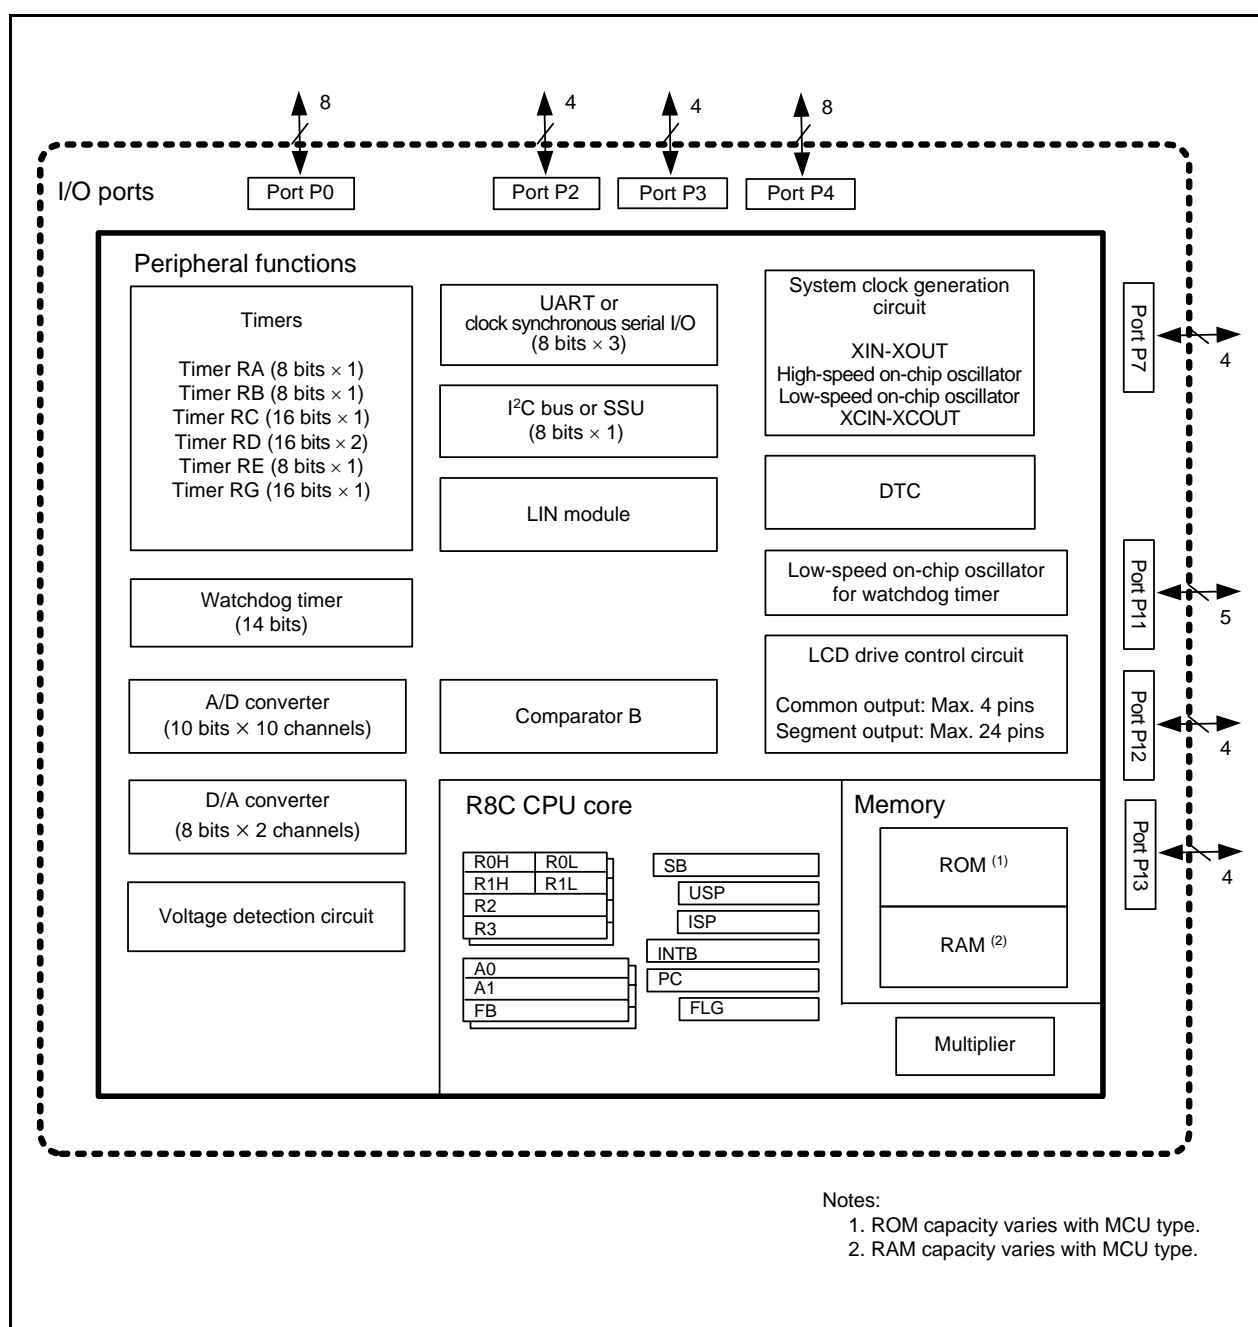 8
4
4
8
I/O ports
Port P0
Port P2
Port P3
Port P4
Peripheral functions
Timers
Timer RA (8 bits × 1)
Timer RB (8 bits × 1)
Timer RC (16 bits × 1)
Timer RD (16 bits × 2)
Timer RE (8 bits × 1)
Timer RG (16 bits × 1)
UART or
clock synchronous serial I/O
(8 bits × 3)
I²C bus or SSU
(8 bits × 1)
LIN module
System clock generation
circuit
XIN-XOUT
High-speed on-chip oscillator
Low-speed on-chip oscillator
XCIN-XCOUT
DTC
Port P7
4
Watchdog timer
(14 bits)
Low-speed on-chip oscillator
for watchdog timer
Port P11
5
A/D converter
(10 bits × 10 channels)
Comparator B
LCD drive control circuit
Common output: Max. 4 pins
Segment output: Max. 24 pins
Port P12
4
D/A converter
(8 bits × 2 channels)
Voltage detection circuit
R8C CPU core
R0H
R0L
R1H
R1L
R2
R3
A0
A1
FB
SB
USP
ISP
INTB
PC
FLG
Memory
ROM (1)
RAM (2)
Multiplier
Port P13
4
Notes:
1. ROM capacity varies with MCU type.
2. RAM capacity varies with MCU type.